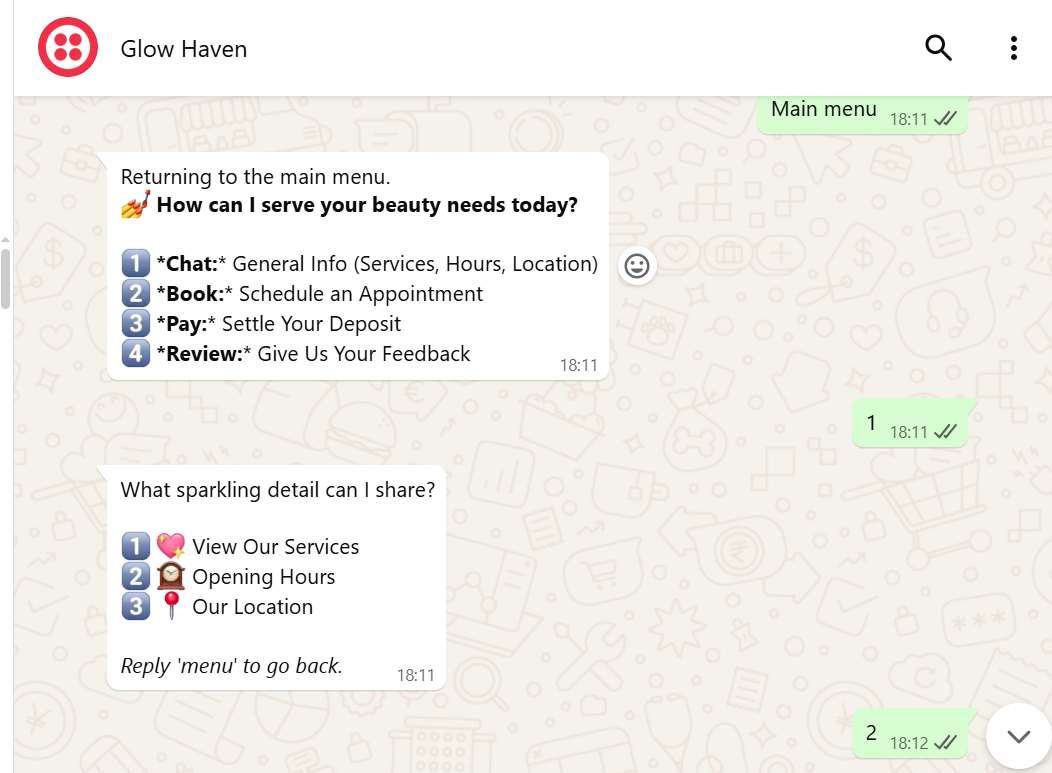 Glow Haven
Main menu
18:11
Returning to the main menu.
💅 How can I serve your beauty needs today?
1️⃣ *Chat:* General Info (Services, Hours, Location)
2️⃣ *Book:* Schedule an Appointment
3️⃣ *Pay:* Settle Your Deposit
4️⃣ *Review:* Give Us Your Feedback
18:11
1
18:11
What sparkling detail can I share?
1️⃣ 💖 View Our Services
2️⃣ 🕰️ Opening Hours
3️⃣ 📍 Our Location
Reply 'menu' to go back.
18:11
2
18:12